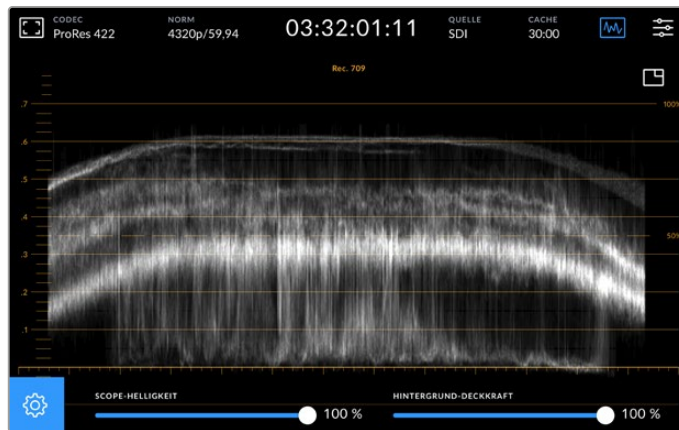 CODEC
ProRes 422
NORM
4320p/59,94
03:32:01:11
QUELLE
SDI
CACHE
30:00
Rec. 709
.7
100%
.6
.5
.4
50%
.3
.2
.1
SCOPE-HELLIGKEIT
100 %
HINTERGRUND-DECKKRAFT
100 %